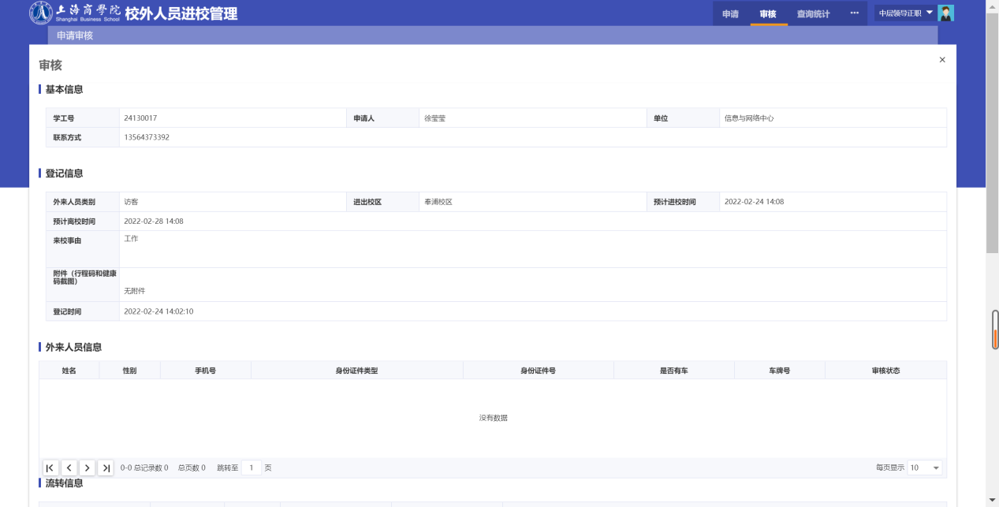 上海商学院 校外人员进校管理
Shanghai Business School
申请 审核 查询统计 ··· 中层领导正职
申请审核
审核 ×
基本信息
学工号 24130017 申请人 徐莹莹 单位 信息与网络中心
联系方式 13564373392
登记信息
外来人员类别 访客 进出校区 奉浦校区 预计进校时间 2022-02-24 14:08
预计离校时间 2022-02-28 14:08
来校事由 工作
附件（行程码和健康
码截图）
无附件
登记时间 2022-02-24 14:02:10
外来人员信息
姓名 性别 手机号 身份证件类型 身份证件号 是否有车 车牌号 审核状态
没有数据
0-0 总记录数 0 总页数 0 跳转至 1 页 每页显示 10
流转信息